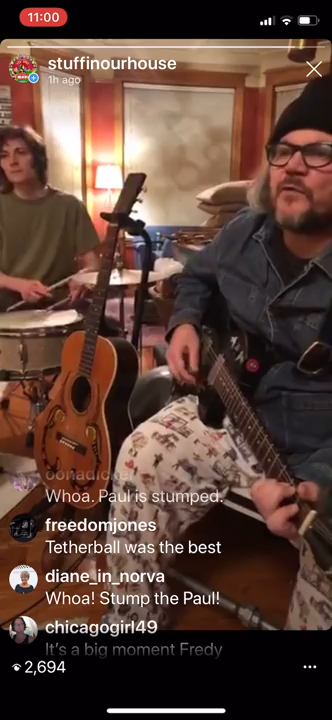 11:00
stuffinourhouse
1h ago
oonadicker
Whoa. Paul is stumped.
freedomjones
Tetherball was the best
diane_in_norva
Whoa! Stump the Paul!
chicagogirl49
It's a big moment Fredy
2,694